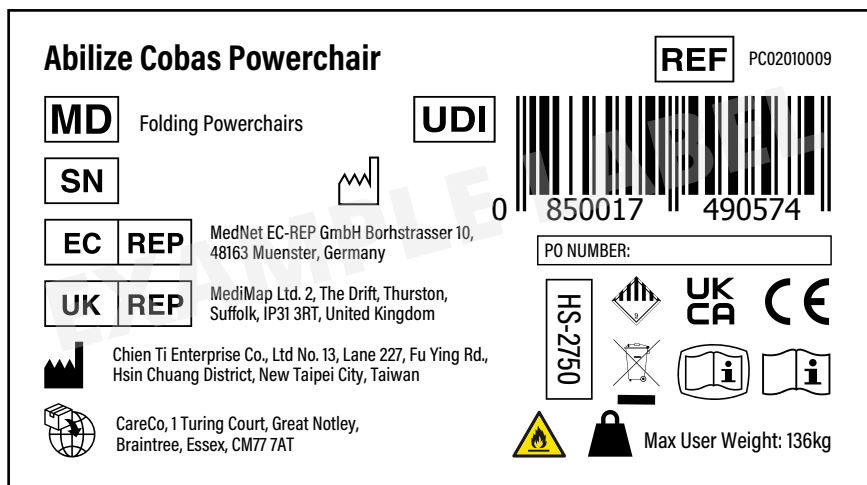 Abilize Cobas Powerchair
REF PC02010009
MD Folding Powerchairs
UDI
SN
0 850017 490574
EC REP MedNet EC-REP GmbH Borhstrasser 10,
48163 Muenster, Germany
PO NUMBER:
UK REP MediMap Ltd. 2, The Drift, Thurston,
Suffolk, IP31 3RT, United Kingdom
HS-2750
9
UK
CA
CE
i
i
Chien Ti Enterprise Co., Ltd No. 13, Lane 227, Fu Ying Rd.,
Hsin Chuang District, New Taipei City, Taiwan
CareCo, 1 Turing Court, Great Notley,
Braintree, Essex, CM77 7AT
Max User Weight: 136kg
EXAMPLE LABEL